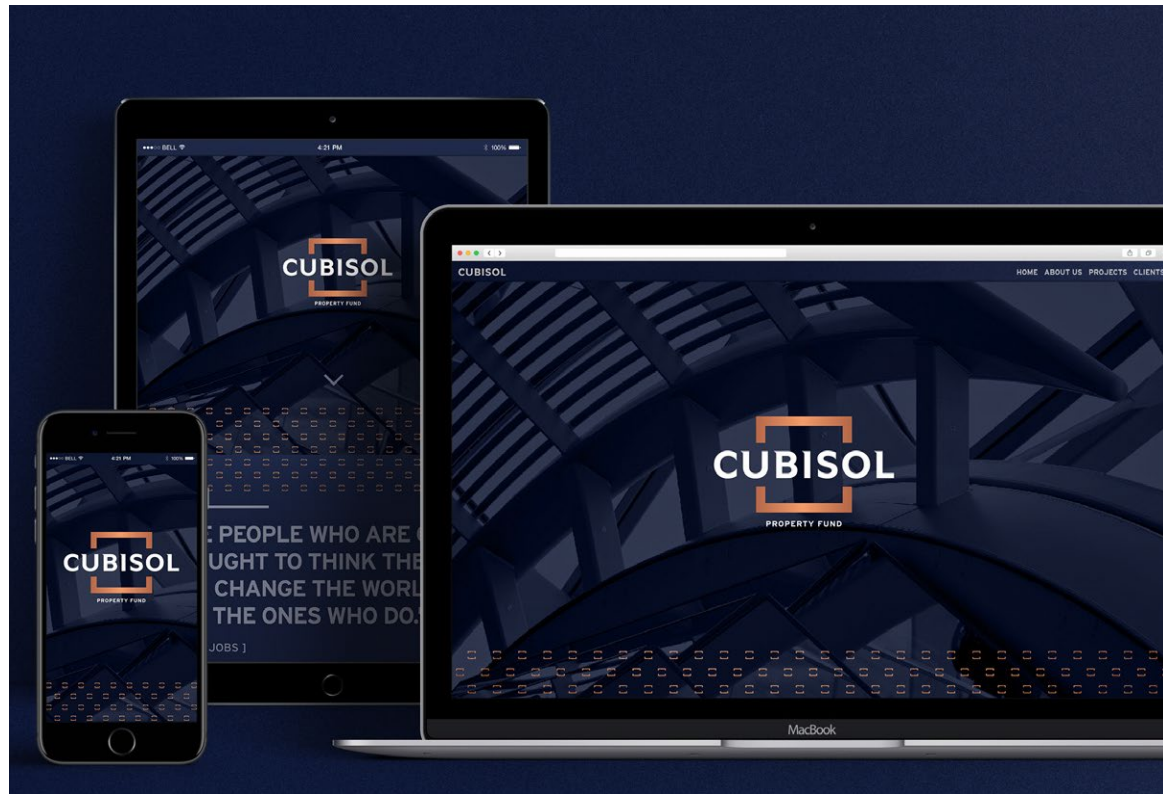 BELL
4:21 PM
100%
CUBISOL
PROPERTY FUND
E PEOPLE WHO ARE
UGHT TO THINK THE
CHANGE THE WORL
THE ONES WHO DO."
JOBS ]
BELL
4:21 PM
100%
CUBISOL
PROPERTY FUND
CUBISOL
HOME ABOUT US PROJECTS CLIENTS
CUBISOL
PROPERTY FUND
MacBook